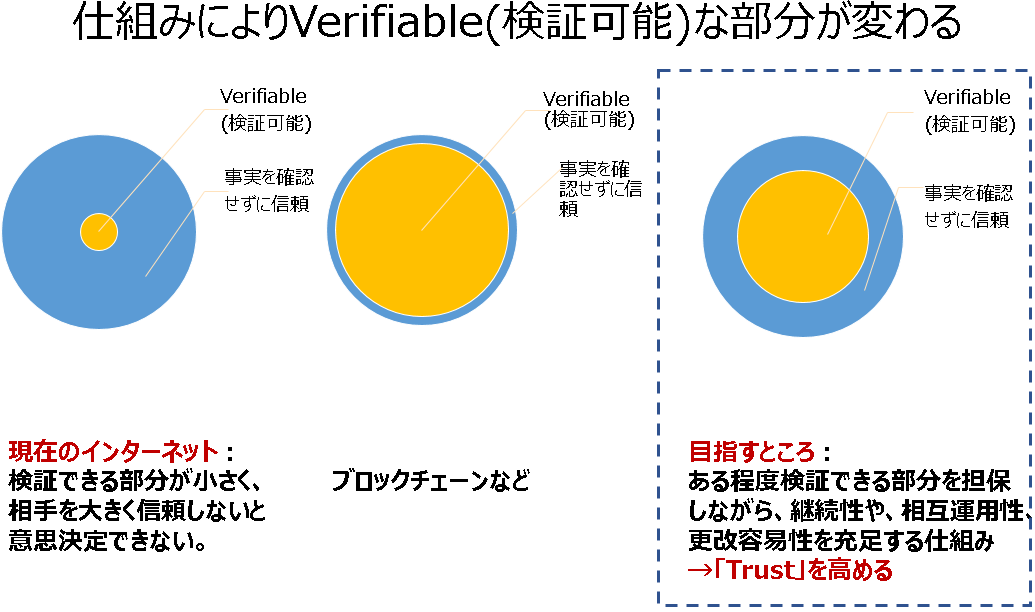 仕組みによりVerifiable(検証可能)な部分が変わる
Verifiable
(検証可能)
事実を確認
せずに信頼
Verifiable
(検証可能)
事実を確
認せずに信
頼
Verifiable
(検証可能)
事実を確認
せずに信頼
現在のインターネット：
検証できる部分が小さく、
相手を大きく信頼しないと
意思決定できない。
ブロックチェーンなど
目指すところ：
ある程度検証できる部分を担保
しながら、継続性や、相互運用性、
更改容易性を充足する仕組み
→「Trust」を高める